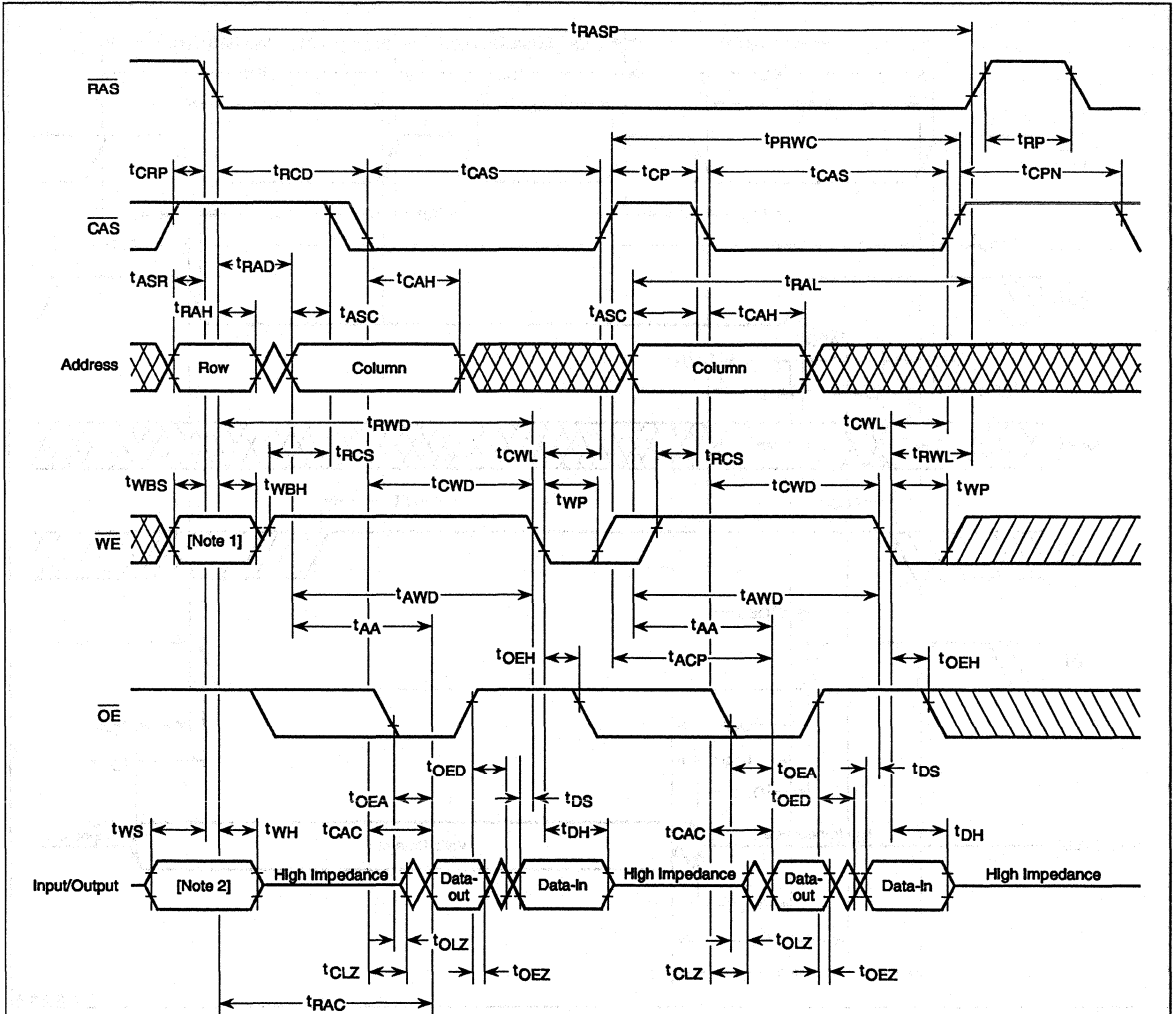 tRASP
RAS
tPRWC
tRP
tCRP
tRCD
tCAS
tCP
tCAS
tCPN
CAS
tRAD
tASR
tCAH
tRAL
tRAH
tASC
tASC
tCAH
Address
Row
Column
Column
tRWD
tCWL
tRCS
tCWL
tRCS
tRWL
tWBS
tWBH
tCWD
tWP
tCWD
tWP
WE
[Note 1]
tAWD
tAWD
tAA
tAA
tOEH
tACP
tOEH
OE
tOED
tOEA
tDS
tOEA
tDS
tOED
tWS
tWH
tCAC
tDH
tCAC
tDH
Input/Output
[Note 2]
High Impedance
Data-out
Data-In
High Impedance
Data-out
Data-In
High Impedance
tOLZ
tOLZ
tCLZ
tOEZ
tCLZ
tOEZ
tRAC